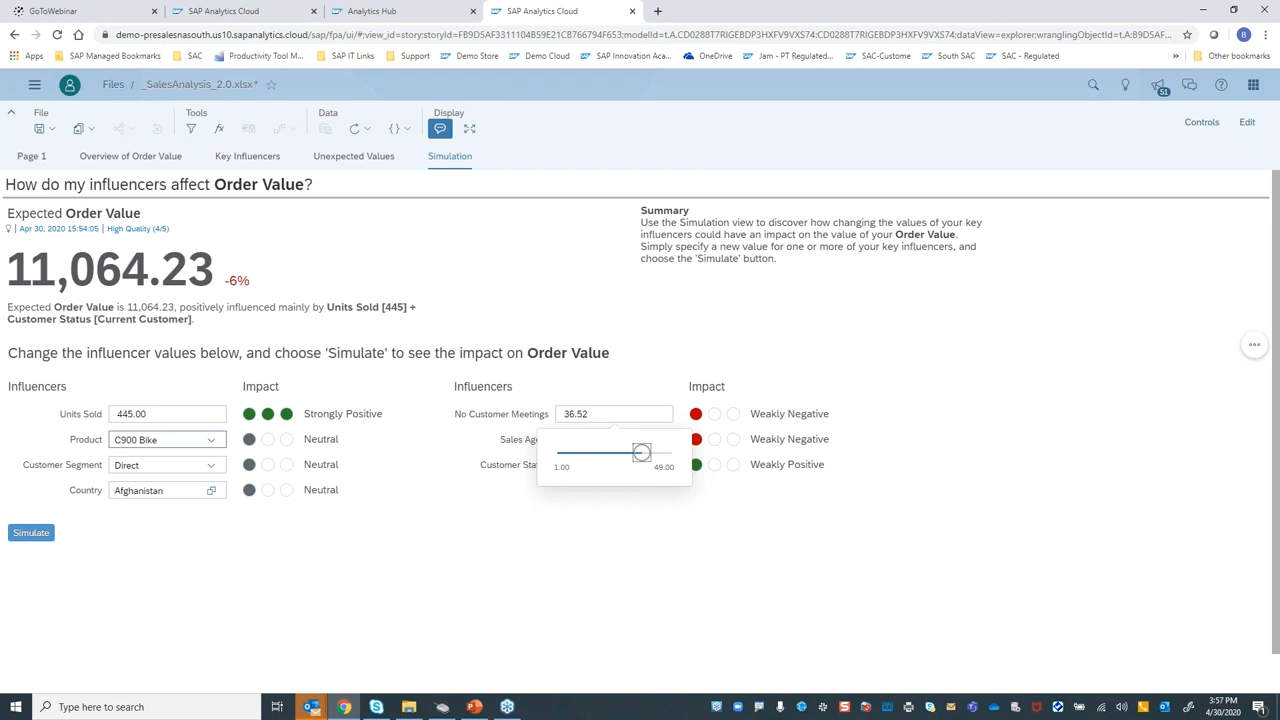 GoToWebinar
SAP Analytics Cloud
Analytics Hub
SAP Analytics Cloud
demo-presalesnasouth.us10.sapanalytics.cloud/sap/fpa/ui/#;view_id=story;storyId=FB9D5AF3311104B59E21CB766794F653;modelId=t.A.CD0288T7RIGEBDP3HXFV9VXS74:CD0288T7RIGEBDP3HXFV9VXS74;dataView=explorer;wranglingObjectId=t.A:B9D5AF...
B
Apps
SAP Managed Bookmarks
SAC
Productivity Tool M...
SAP IT Links
Support
Demo Store
Demo Cloud
SAP Innovation Aca...
OneDrive
Jam - PT Regulated...
SAC-Custome
South SAC
SAC - Regulated
»
Other bookmarks
Files / _SalesAnalysis_2.0.xlsx*
51
File
Tools
Data
Display
Controls
Edit
Page 1
Overview of Order Value
Key Influencers
Unexpected Values
Simulation
How do my influencers affect Order Value?
Expected Order Value
Apr 30, 2020 15:54:05 | High Quality (4/5)
11,064.23 -6%
Expected Order Value is 11,064.23, positively influenced mainly by Units Sold [445] +
Customer Status [Current Customer].
Summary
Use the Simulation view to discover how changing the values of your key
influencers could have an impact on the value of your Order Value.
Simply specify a new value for one or more of your key influencers, and
choose the 'Simulate' button.
Change the influencer values below, and choose 'Simulate' to see the impact on Order Value
Influencers
Impact
Units Sold 445.00 Strongly Positive
Product C900 Bike Neutral
Customer Segment Direct Neutral
Country Afghanistan Neutral
Influencers
Impact
No Customer Meetings 36.52 Weakly Negative
Sales Age Weakly Negative
Customer Sta Weakly Positive
1.00 49.00
Simulate
Type here to search
3:57 PM
4/30/2020